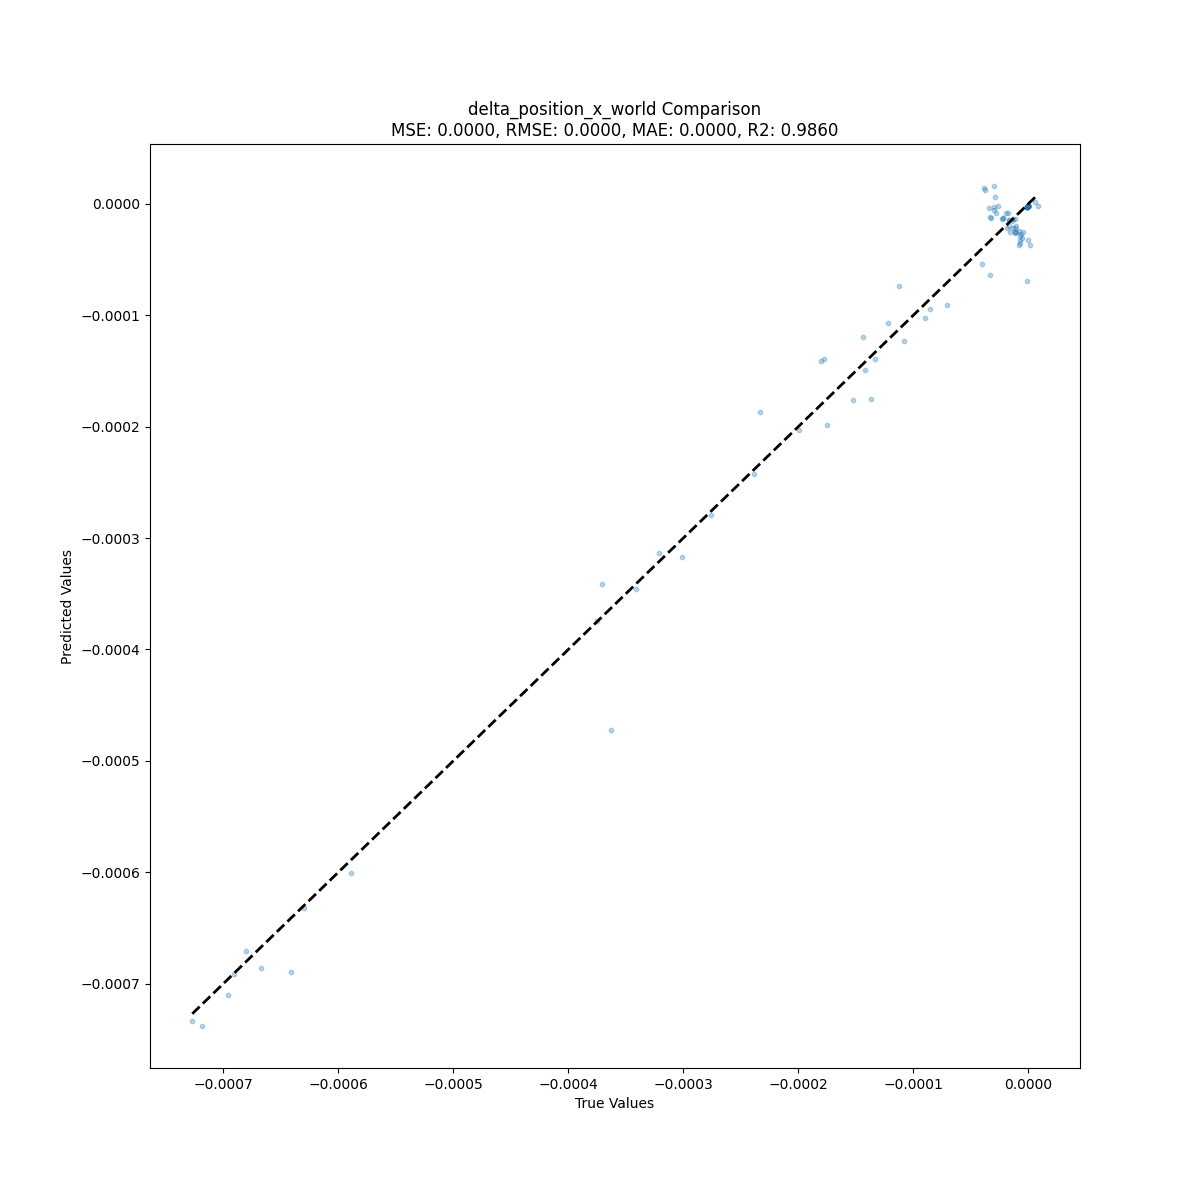 delta_position_x_world Comparison
MSE: 0.0000, RMSE: 0.0000, MAE: 0.0000, R2: 0.9860
0.0000
−0.0001
−0.0002
−0.0003
−0.0004
−0.0005
−0.0006
−0.0007
Predicted Values
−0.0007 −0.0006 −0.0005 −0.0004 −0.0003 −0.0002 −0.0001 0.0000
True Values